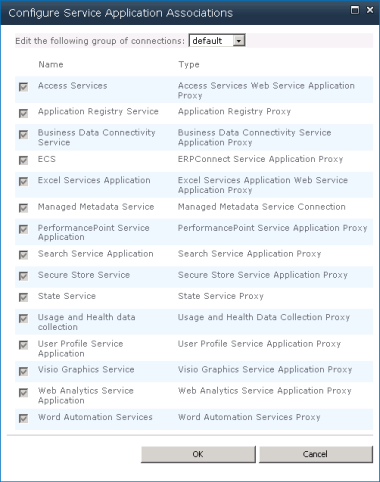 Configure Service Application Associations
Edit the following group of connections: default
Name Type
Access Services Access Services Web Service Application
Proxy
Application Registry Service Application Registry Proxy
Business Data Connectivity Business Data Connectivity Service
Service Application Proxy
ECS ERPConnect Service Application Proxy
Excel Services Application Excel Services Application Web Service
Application Proxy
Managed Metadata Service Managed Metadata Service Connection
PerformancePoint Service PerformancePoint Service Application Proxy
Application
Search Service Application Search Service Application Proxy
Secure Store Service Secure Store Service Application Proxy
State Service State Service Proxy
Usage and Health data Usage and Health Data Collection Proxy
collection
User Profile Service User Profile Service Application Proxy
Application
Visio Graphics Service Visio Graphics Service Application Proxy
Web Analytics Service Web Analytics Service Application Proxy
Application
Word Automation Services Word Automation Services Proxy
OK Cancel